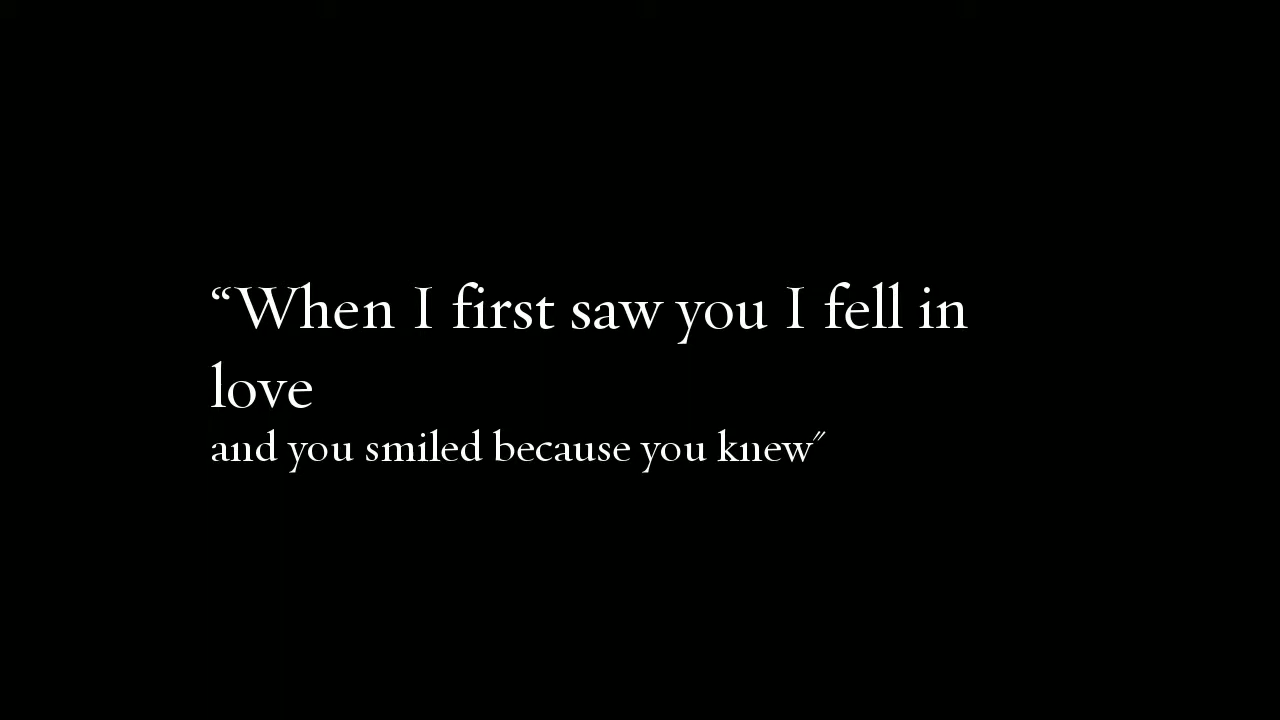 “When I first saw you I fell in
love
and you smiled because you knew″